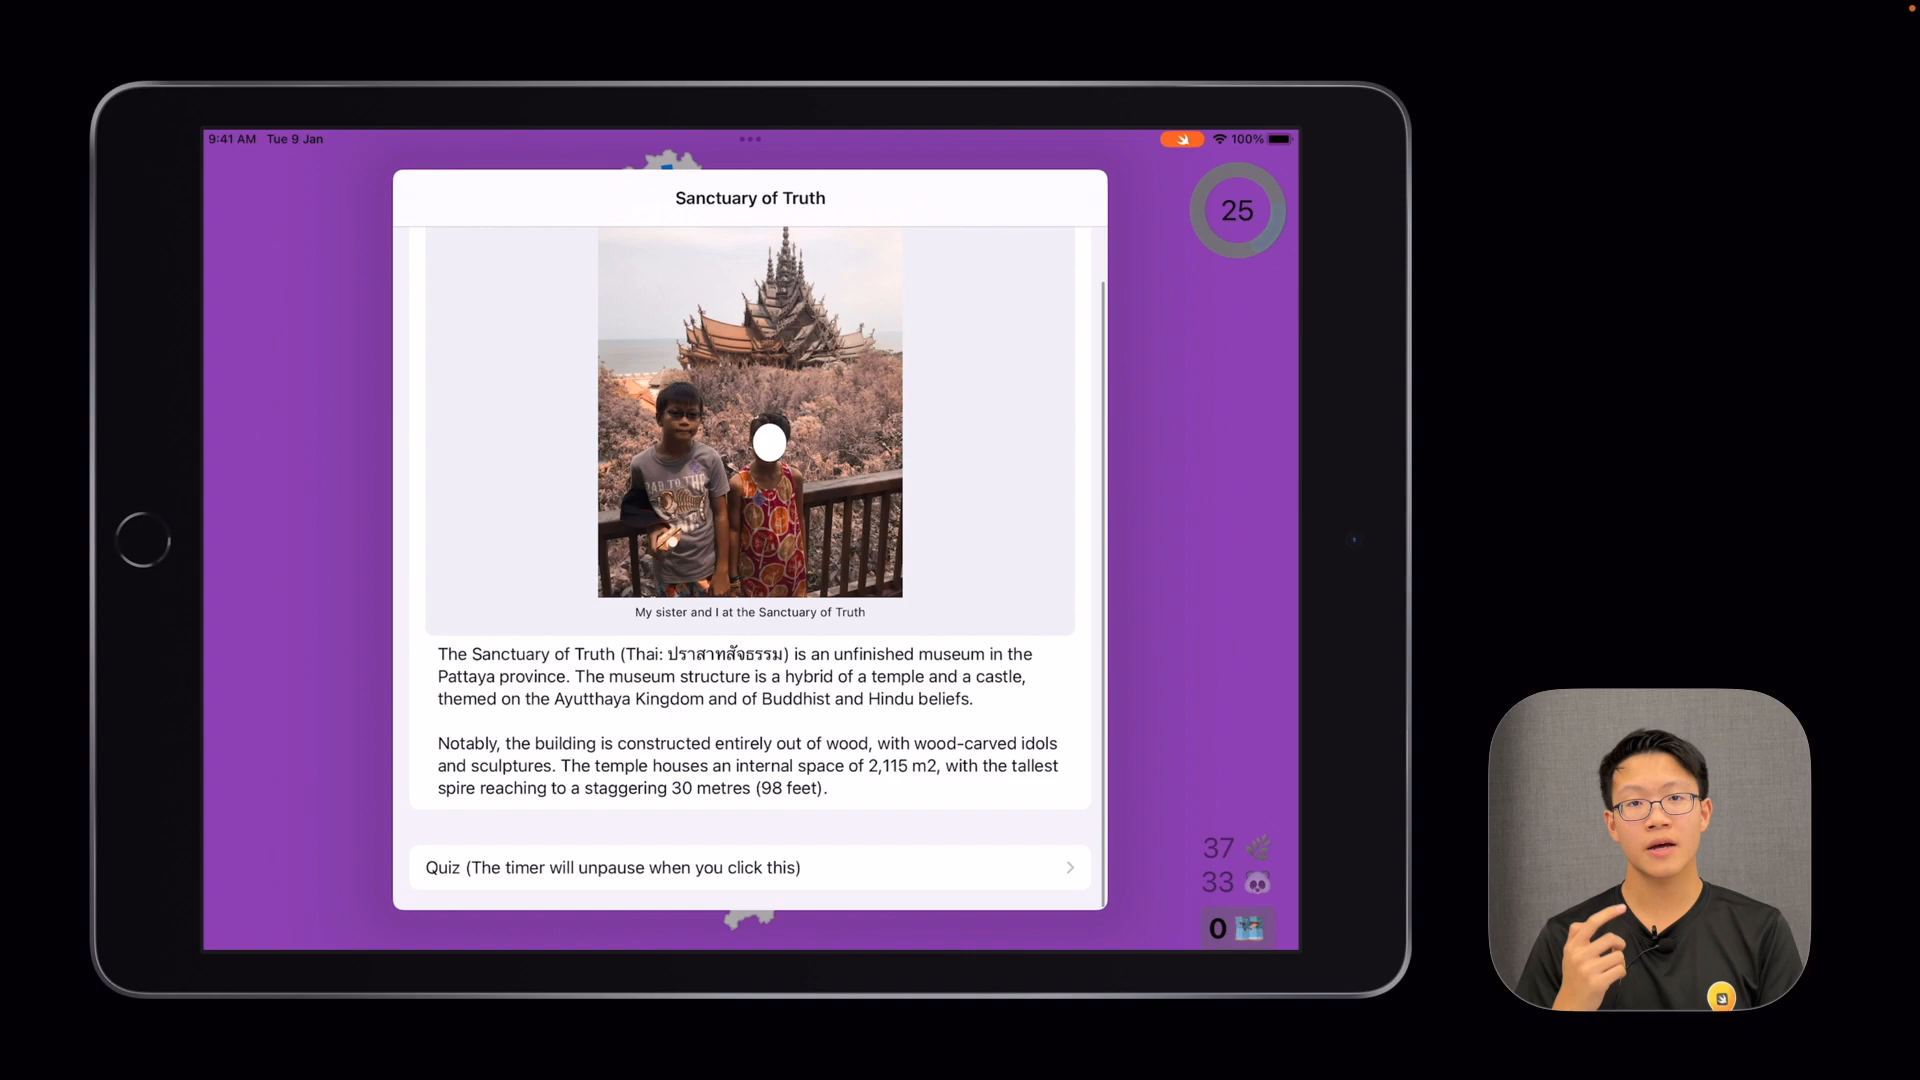 9:41 AM Tue 9 Jan
100%
Sanctuary of Truth
25
My sister and I at the Sanctuary of Truth
The Sanctuary of Truth (Thai: ปราสาทสัจธรรม) is an unfinished museum in the
Pattaya province. The museum structure is a hybrid of a temple and a castle,
themed on the Ayutthaya Kingdom and of Buddhist and Hindu beliefs.
Notably, the building is constructed entirely out of wood, with wood-carved idols
and sculptures. The temple houses an internal space of 2,115 m2, with the tallest
spire reaching to a staggering 30 metres (98 feet).
Quiz (The timer will unpause when you click this)
37
33
0